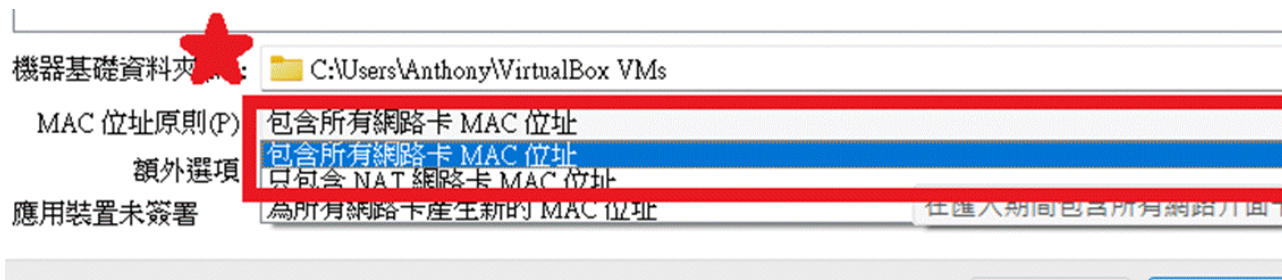 機器基礎資料夾
C:\Users\Anthony\VirtualBox VMs
MAC 位址原則(P)
包含所有網路卡 MAC 位址
包含所有網路卡 MAC 位址
只包含 NAT 網路卡 MAC 位址
為所有網路卡產生新的 MAC 位址
額外選項
應用裝置未簽署
在匯入期間包含所有網路介面卡